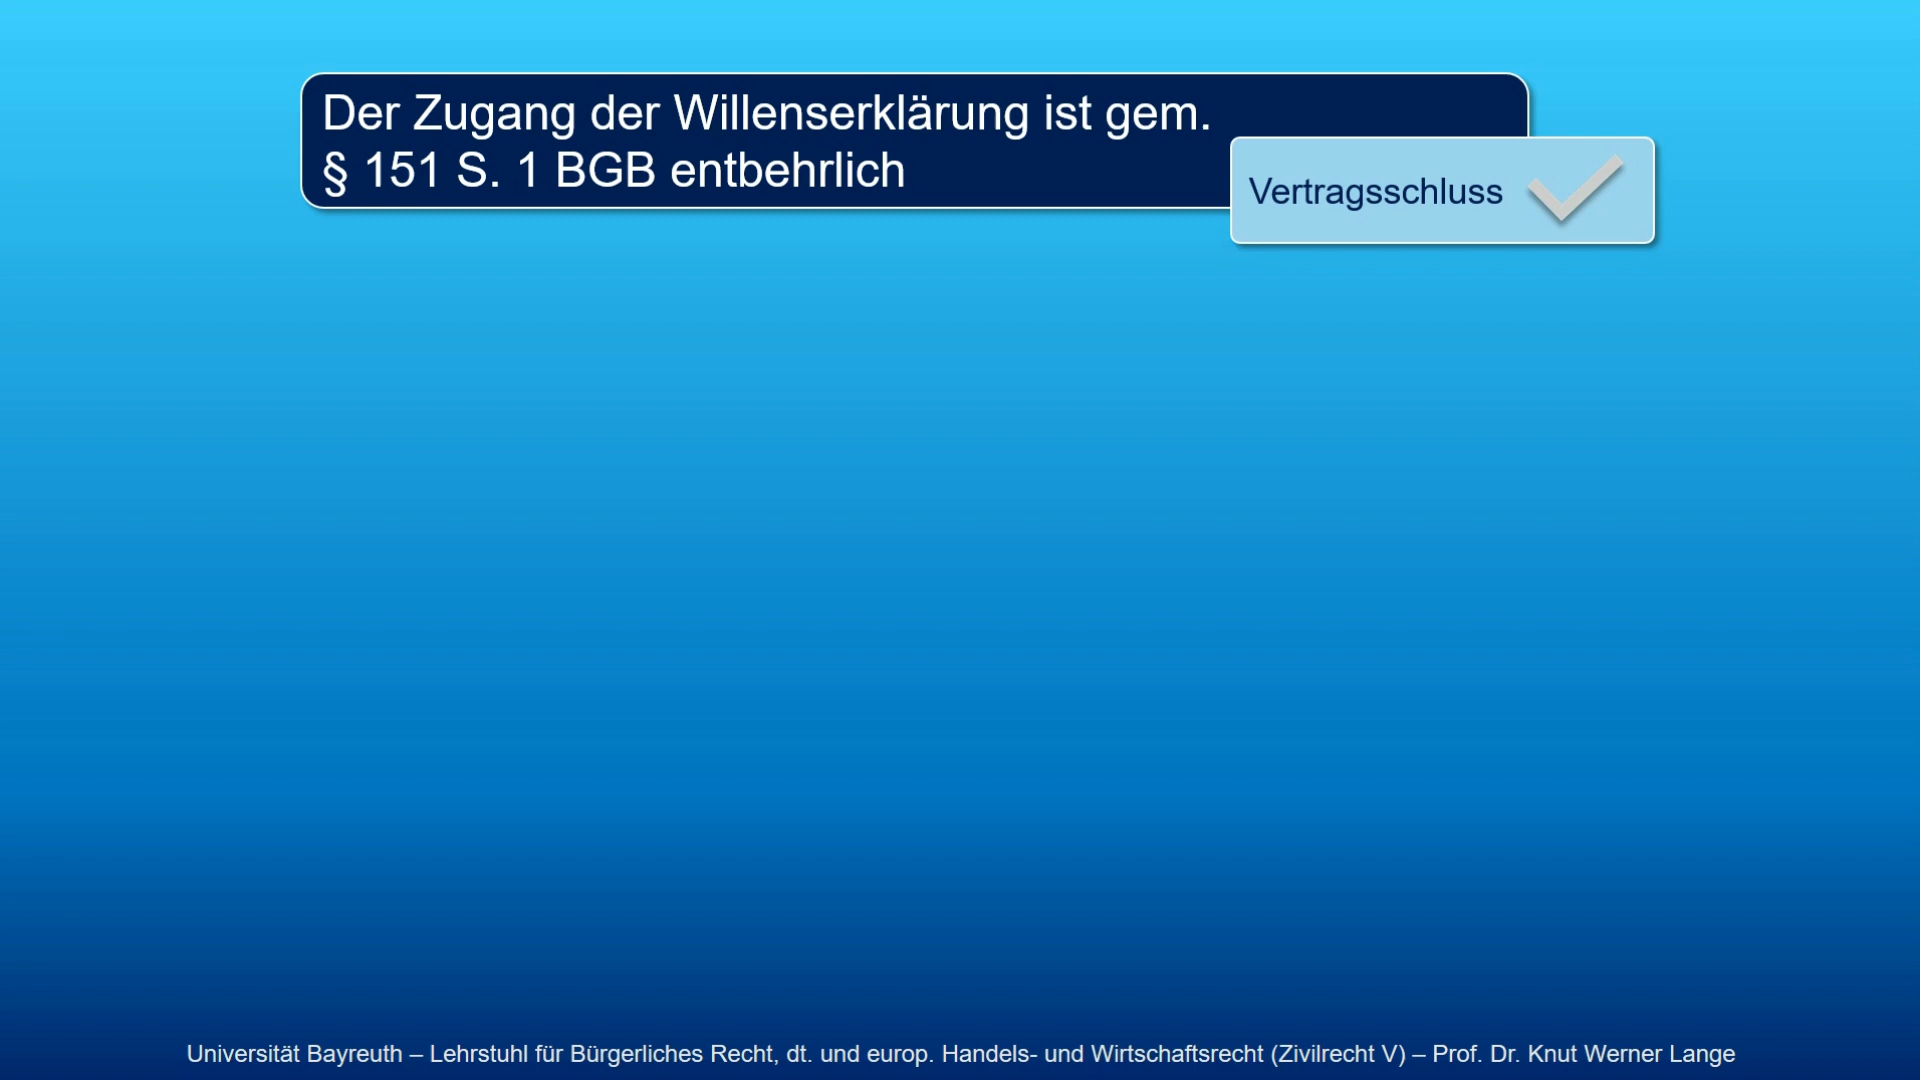 Der Zugang der Willenserklärung ist gem.
§ 151 S. 1 BGB entbehrlich
Vertragsschluss
Universität Bayreuth – Lehrstuhl für Bürgerliches Recht, dt. und europ. Handels- und Wirtschaftsrecht (Zivilrecht V) – Prof. Dr. Knut Werner Lange